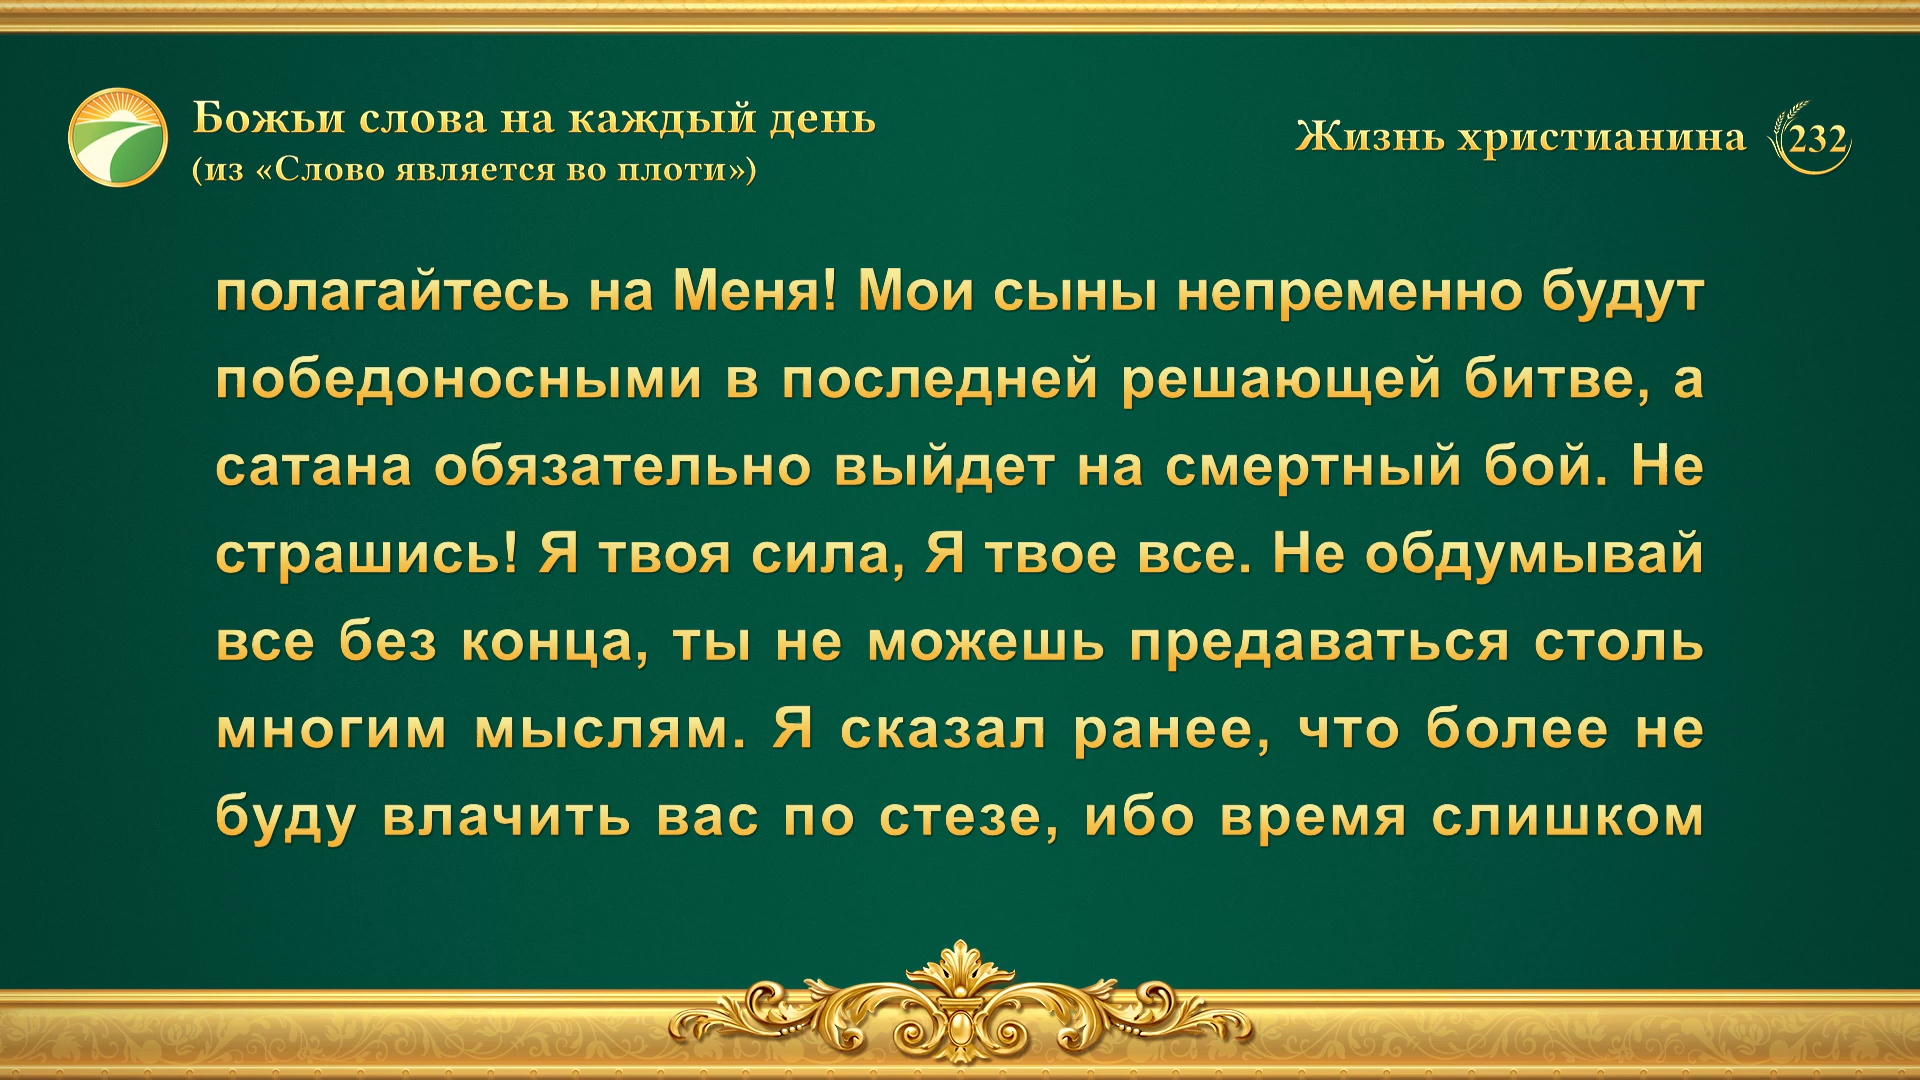 Божьи слова на каждый день
(из «Слово является во плоти»)
Жизнь христианина 232
полагайтесь на Меня! Мои сыны непременно будут
победоносными в последней решающей битве, а
сатана обязательно выйдет на смертный бой. Не
страшись! Я твоя сила, Я твое все. Не обдумывай
все без конца, ты не можешь предаваться столь
многим мыслям. Я сказал ранее, что более не
буду влачить вас по стезе, ибо время слишком